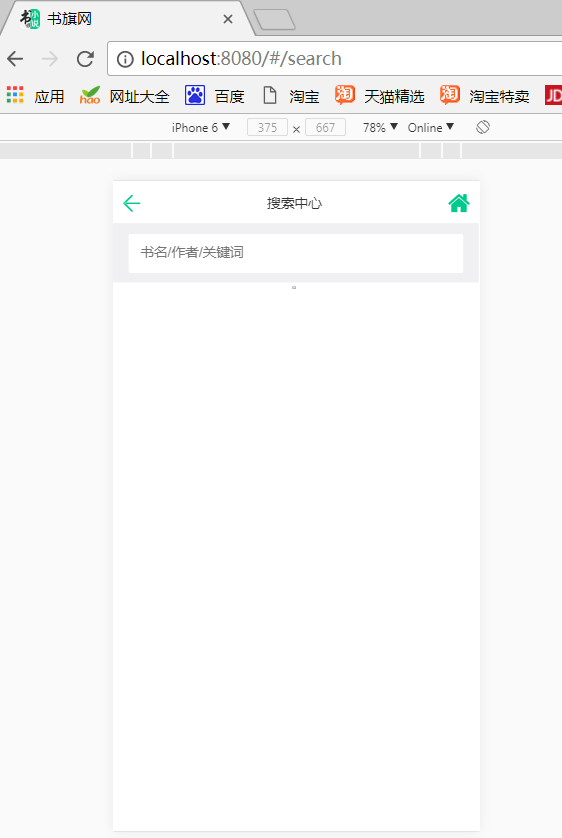 书旗网
localhost:8080/#/search
应用 网址大全 百度 淘宝 天猫精选 淘宝特卖 JD
iPhone 6 ▼ 375 × 667 78% ▼ Online ▼
搜索中心
书名/作者/关键词